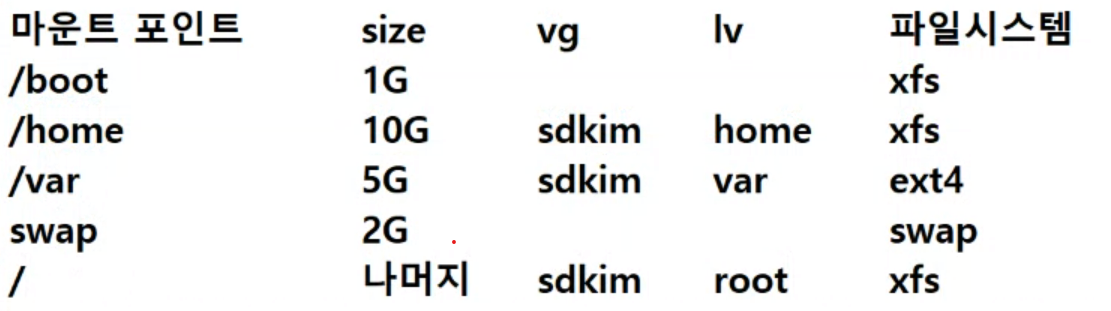 마운트 포인트 size vg lv 파일시스템
/boot 1G xfs
/home 10G sdkim home xfs
/var 5G sdkim var ext4
swap 2G swap
/ 나머지 sdkim root xfs